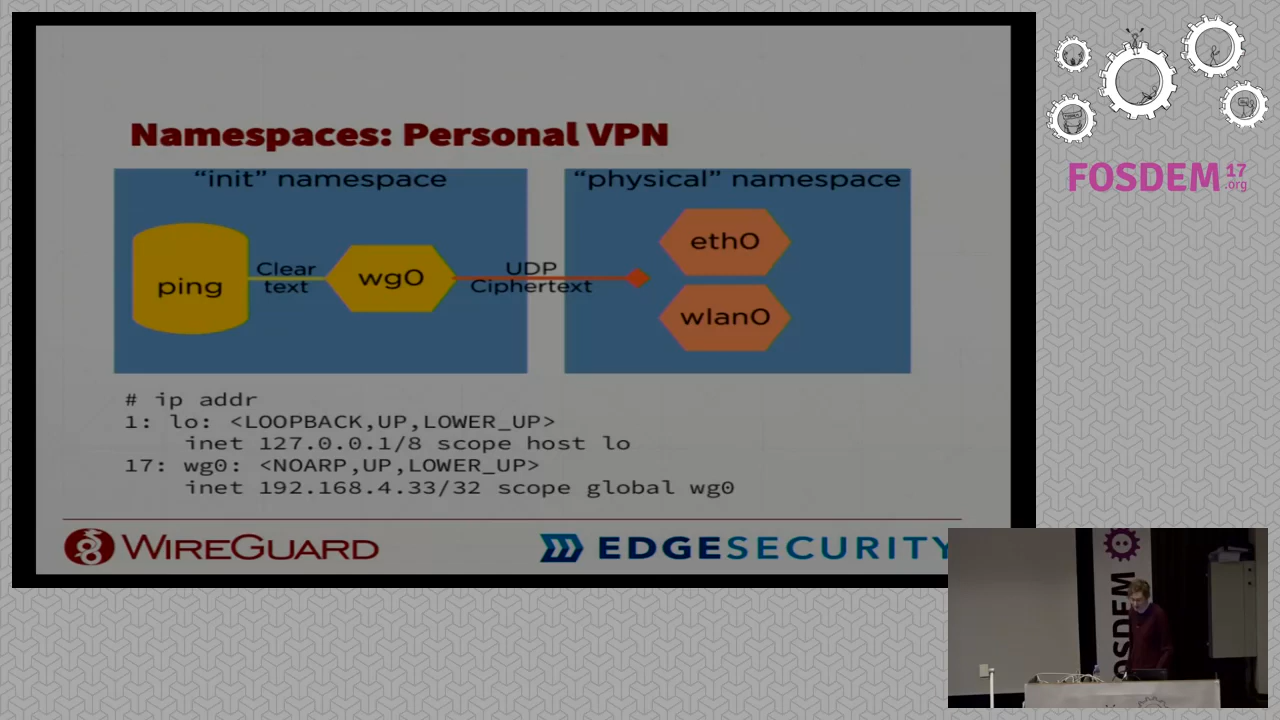 Namespaces: Personal VPN
“init” namespace
“physical” namespace
ping
Clear
text
wg0
UDP
Ciphertext
eth0
wlan0
# ip addr
1: lo: <LOOPBACK,UP,LOWER_UP>
inet 127.0.0.1/8 scope host lo
17: wg0: <NOARP,UP,LOWER_UP>
inet 192.168.4.33/32 scope global wg0
WIREGUARD
EDGESECURITY
FOSDEM 17
.org
FOSDEM